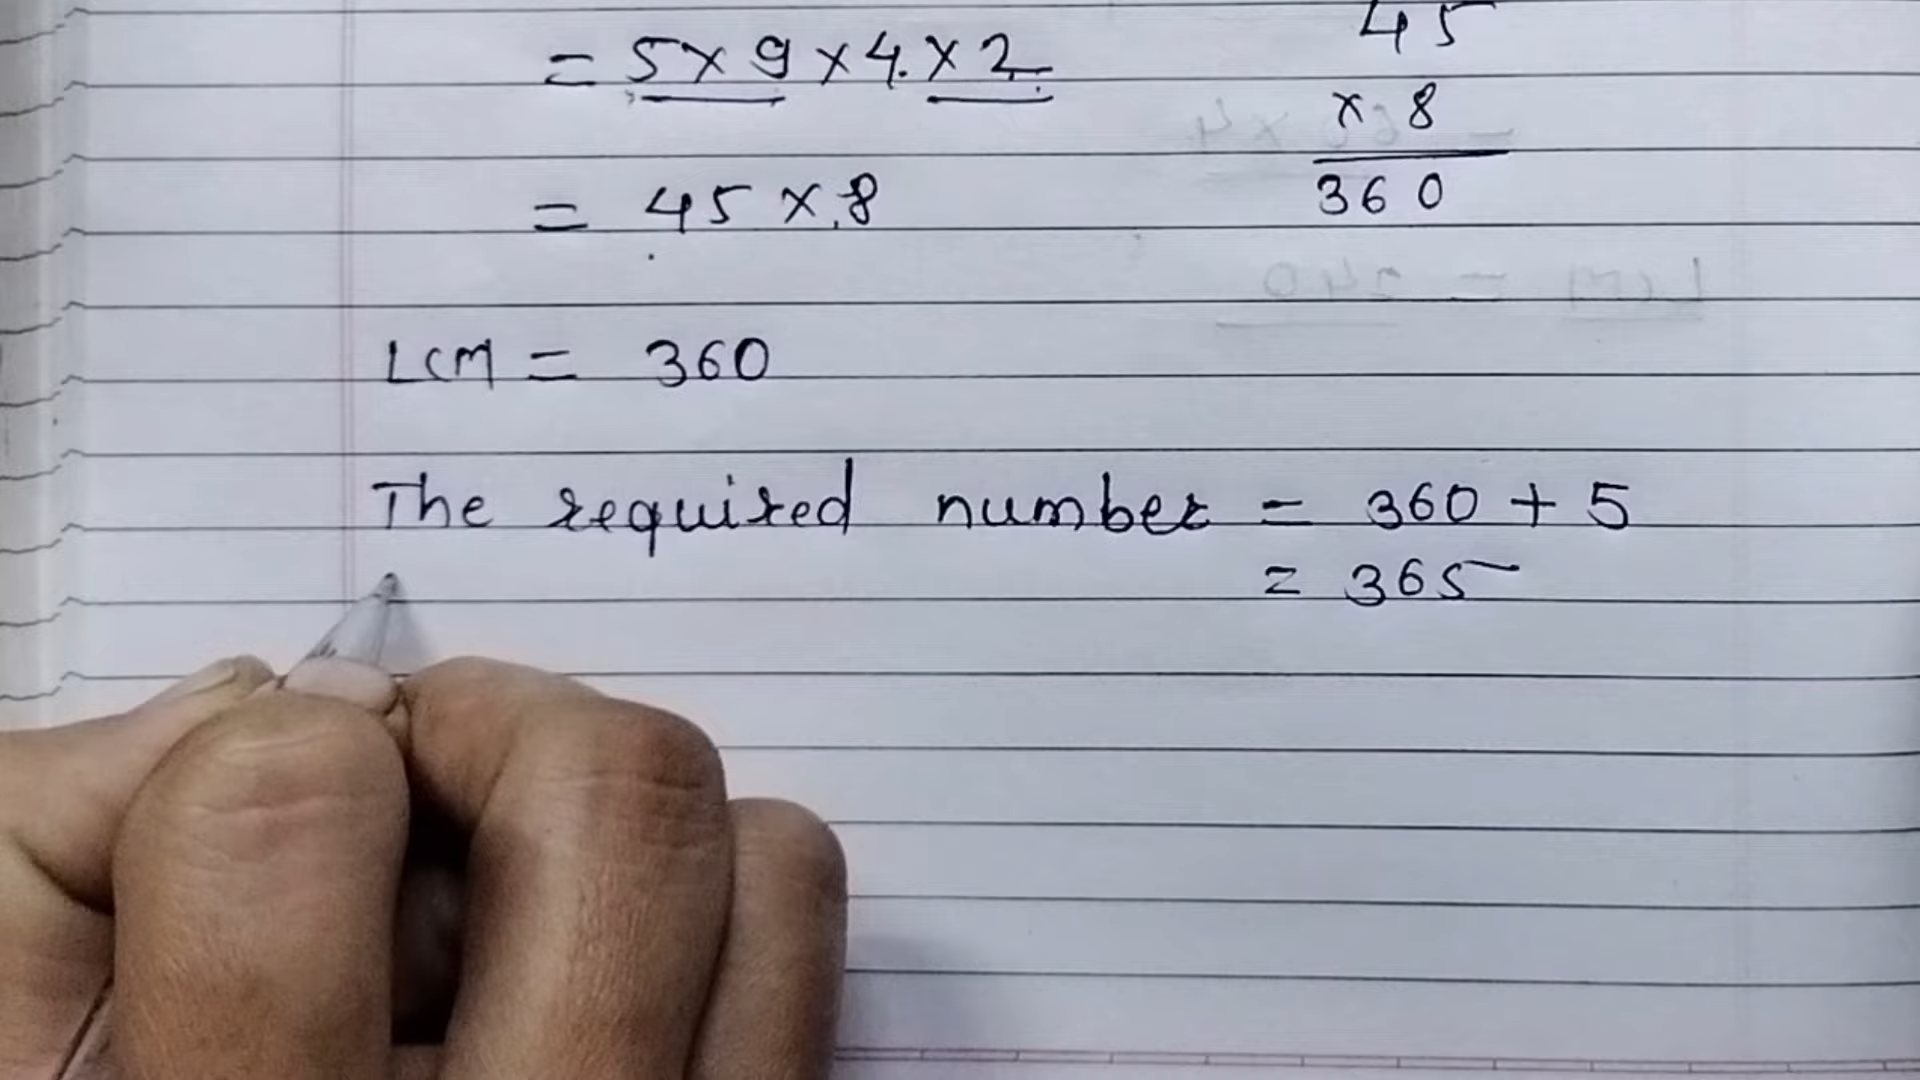 = 5 × 9 × 4 × 2
= 45 × 8
45
× 8
360
LCM = 360
The required number = 360 + 5
= 365